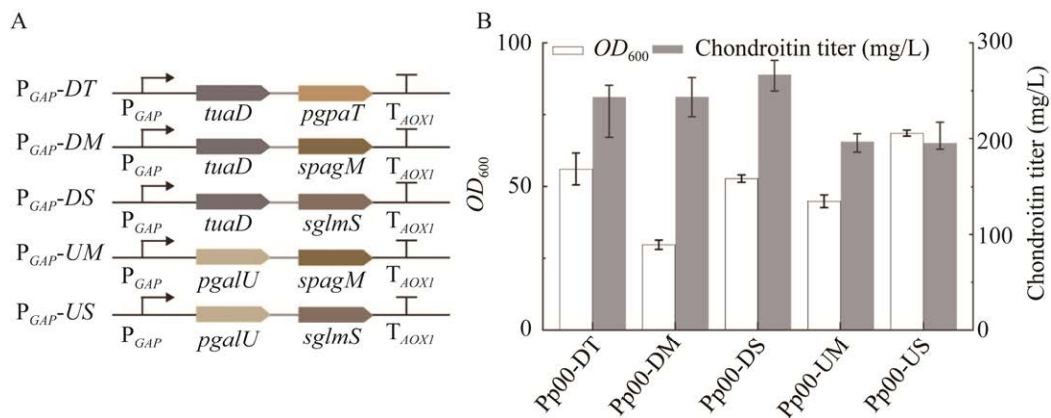 A
P_GAP-DT
P_GAP tuaD pgpaT T_AOX1
P_GAP-DM
P_GAP tuaD spagM T_AOX1
P_GAP-DS
P_GAP tuaD sglmS T_AOX1
P_GAP-UM
P_GAP pgalU spagM T_AOX1
P_GAP-US
P_GAP pgalU sglmS T_AOX1
B
OD600 Chondroitin titer (mg/L)
100
50
0
OD600
300
200
100
0
Chondroitin titer (mg/L)
Pp00-DT
Pp00-DM
Pp00-DS
Pp00-UM
Pp00-US